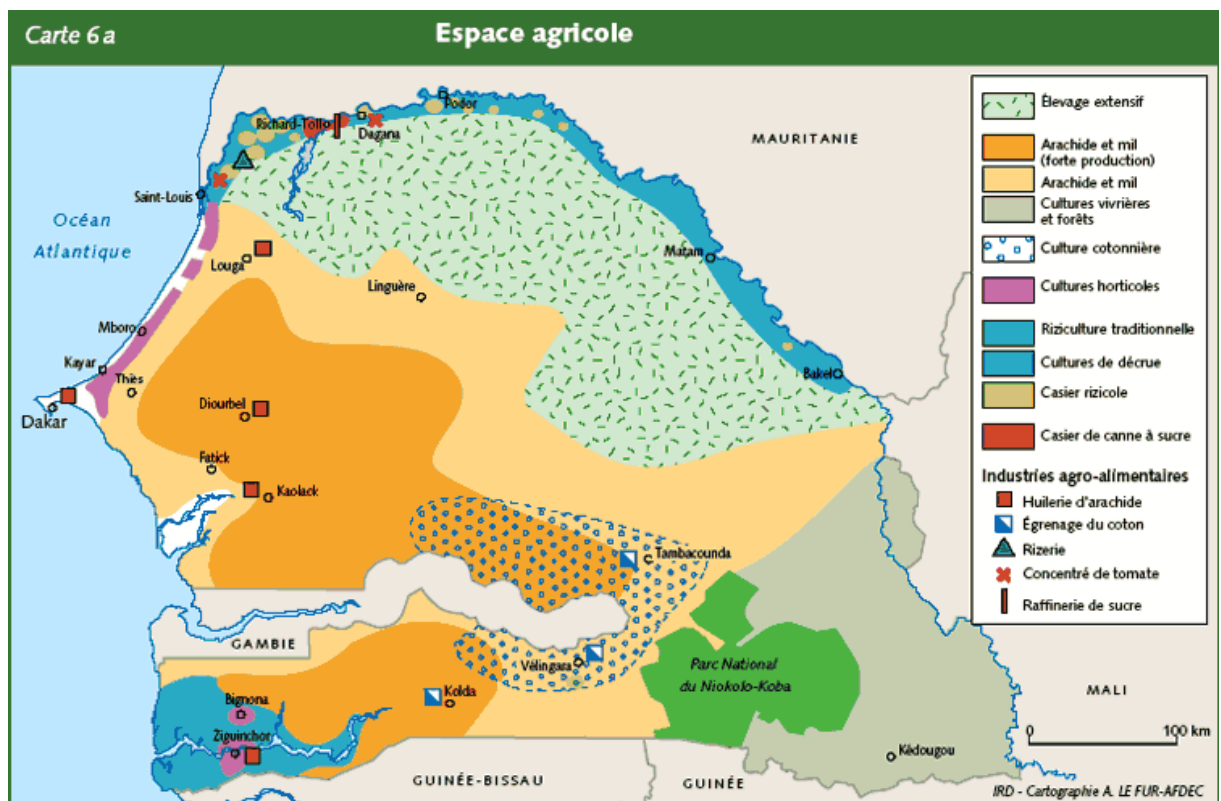 Carte 6 a
Espace agricole
Élevage extensif
Arachide et mil
(forte production)
Arachide et mil
Cultures vivrières
et forêts
Culture cotonnière
Cultures horticoles
Riziculture traditionnelle
Cultures de décrue
Casier rizicole
Casier de canne à sucre
Industries agro-alimentaires
Huilerie d'arachide
Égrenage du coton
Rizerie
Concentré de tomate
Raffinerie de sucre
Podor
Richard-Toll
Dagana
MAURITANIE
Saint-Louis
Océan
Atlantique
Louga
Matam
Linguère
Mboro
Kayar
Thiès
Bakel
Dakar
Diourbel
Fatick
Kaolack
Tambacounda
GAMBIE
Vélingara
Parc National
du Niokolo-Koba
Kolda
Bignona
MALI
Ziguinchor
0
100 km
Kédougou
GUINÉE-BISSAU
GUINÉE
IRD - Cartographie A. LE FUR-AFDEC